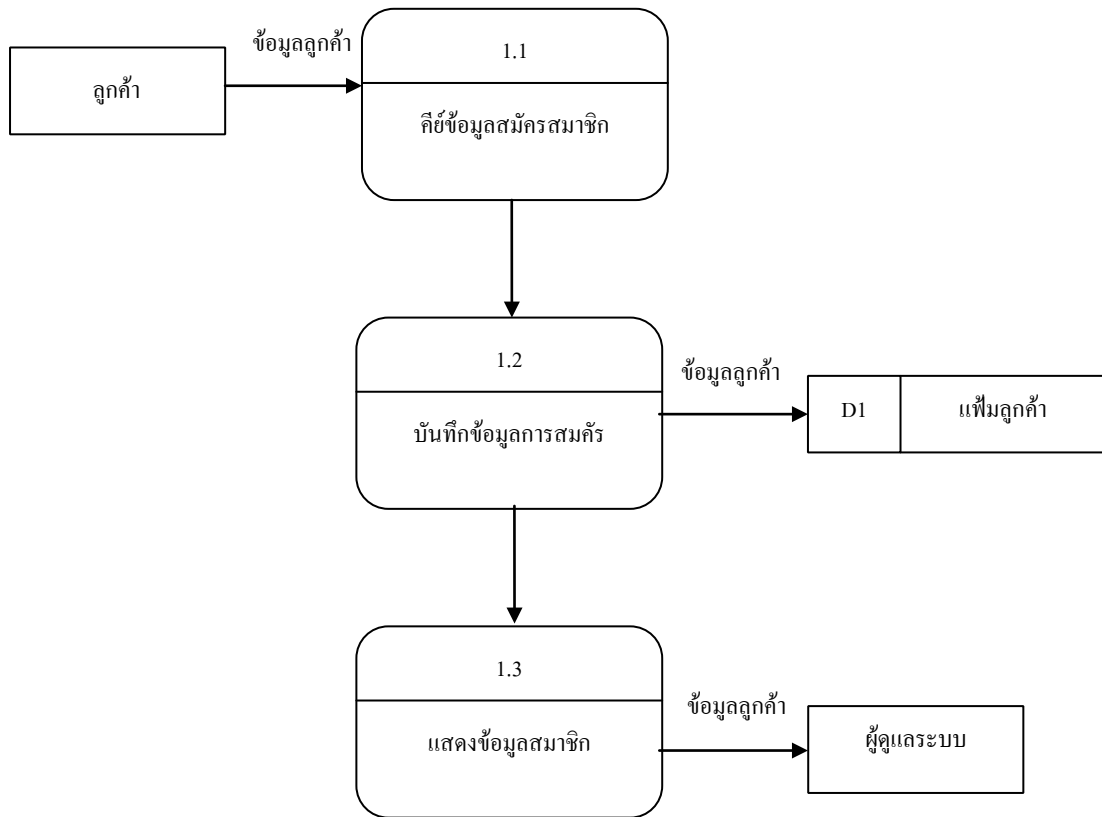 ข้อมูลลูกค้า
1.1
ลูกค้า
คีย์ข้อมูลสมัครสมาชิก
1.2
ข้อมูลลูกค้า
D1
แฟ้มลูกค้า
บันทึกข้อมูลการสมคัร
1.3
ข้อมูลลูกค้า
แสดงข้อมูลสมาชิก
ผู้ดูแลระบบ